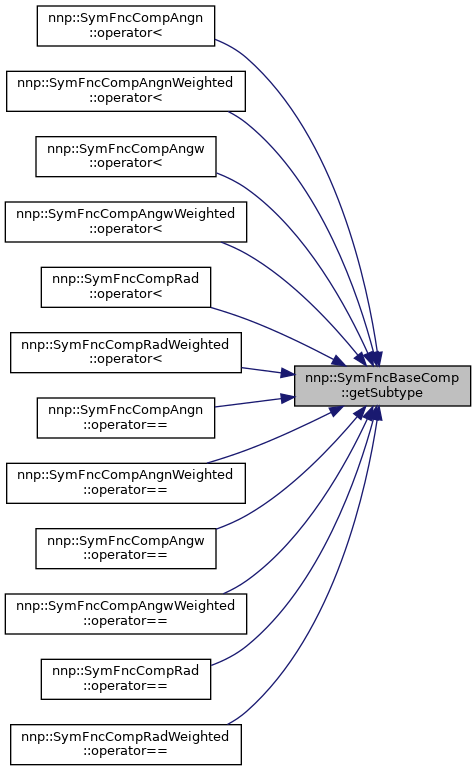 nnp::SymFncCompAngn
::operator<
nnp::SymFncCompAngnWeighted
::operator<
nnp::SymFncCompAngw
::operator<
nnp::SymFncCompAngwWeighted
::operator<
nnp::SymFncCompRad
::operator<
nnp::SymFncCompRadWeighted
::operator<
nnp::SymFncBaseComp
::getSubtype
nnp::SymFncCompAngn
::operator==
nnp::SymFncCompAngnWeighted
::operator==
nnp::SymFncCompAngw
::operator==
nnp::SymFncCompAngwWeighted
::operator==
nnp::SymFncCompRad
::operator==
nnp::SymFncCompRadWeighted
::operator==